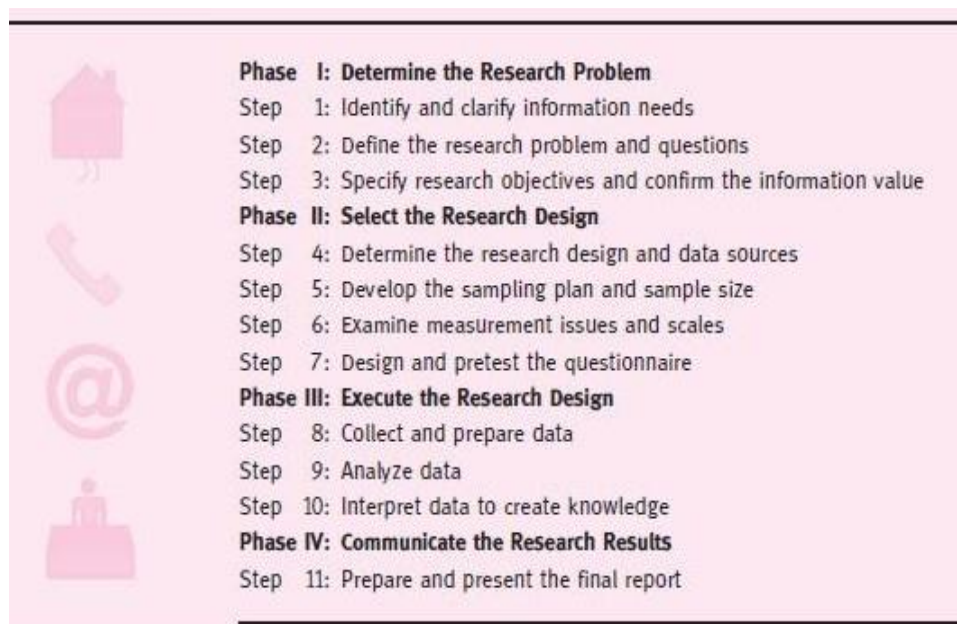 Phase I: Determine the Research Problem
Step 1: Identify and clarify information needs
Step 2: Define the research problem and questions
Step 3: Specify research objectives and confirm the information value
Phase II: Select the Research Design
Step 4: Determine the research design and data sources
Step 5: Develop the sampling plan and sample size
Step 6: Examine measurement issues and scales
Step 7: Design and pretest the questionnaire
Phase III: Execute the Research Design
Step 8: Collect and prepare data
Step 9: Analyze data
Step 10: Interpret data to create knowledge
Phase IV: Communicate the Research Results
Step 11: Prepare and present the final report
@